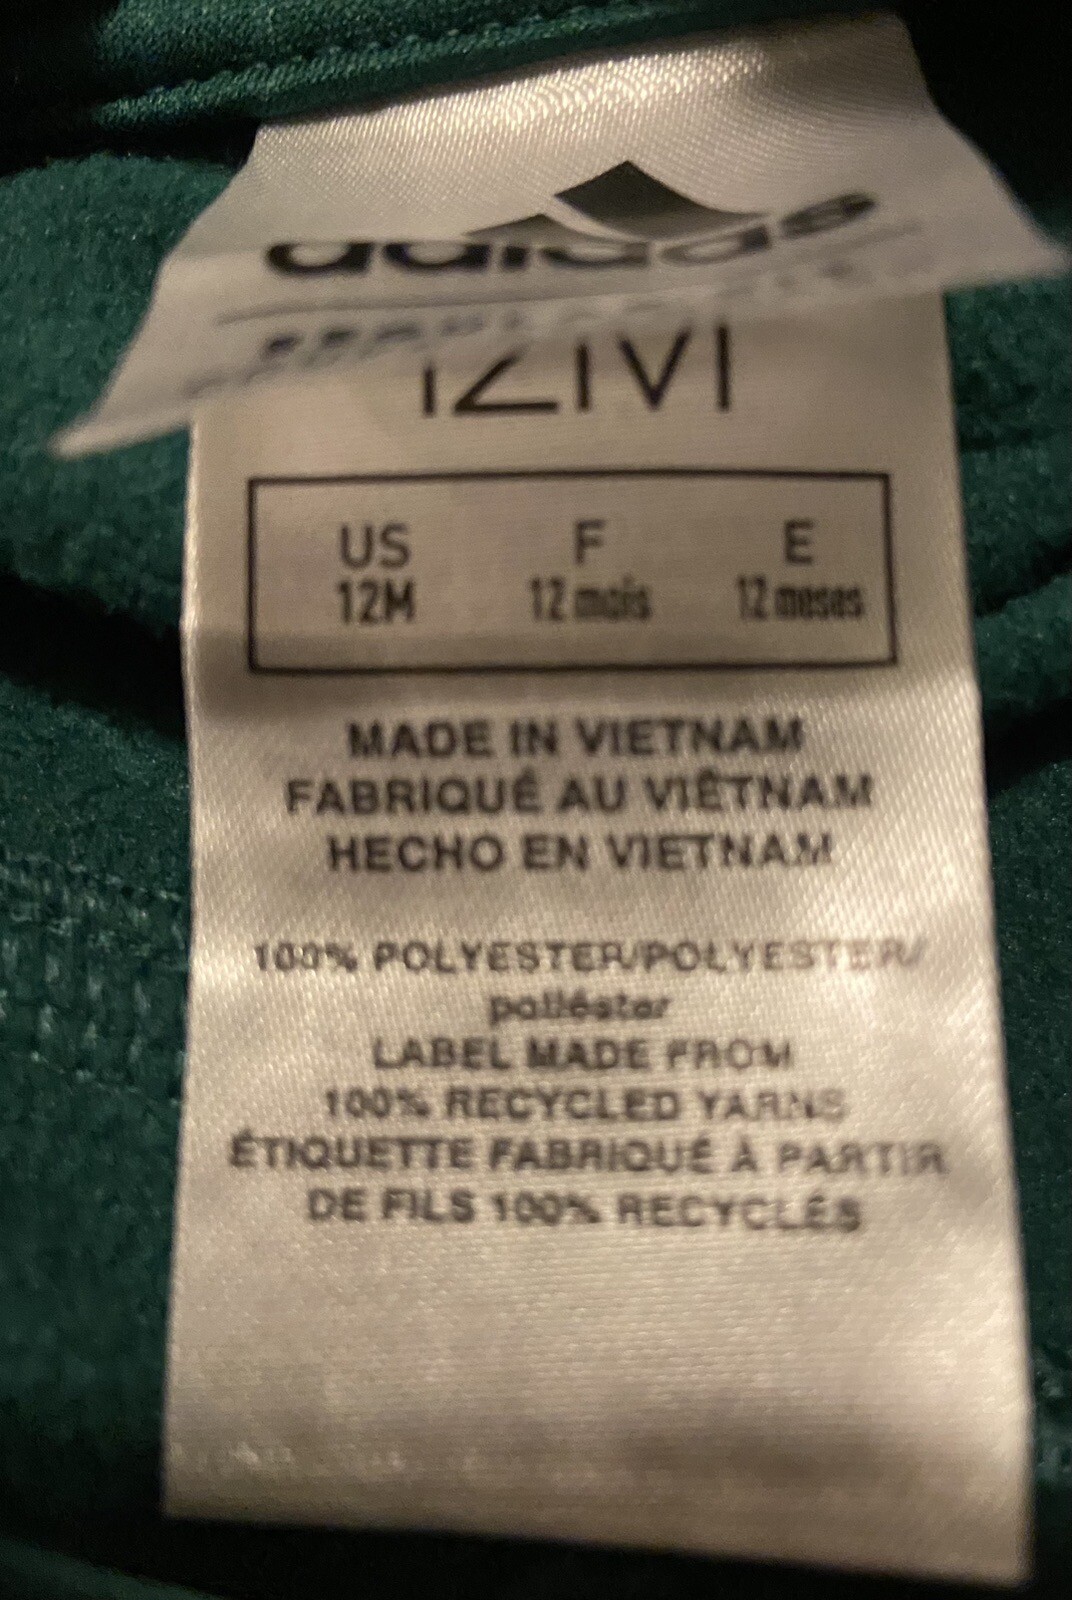 adidas
12M
US F E
12M 12 mois 12 meses
MADE IN VIETNAM
FABRIQUÉ AU VIÊTNAM
HECHO EN VIETNAM
100% POLYESTER/POLYESTER/
poliéster
LABEL MADE FROM
100% RECYCLED YARNS
ÉTIQUETTE FABRIQUÉ À PARTIR
DE FILS 100% RECYCLÉS